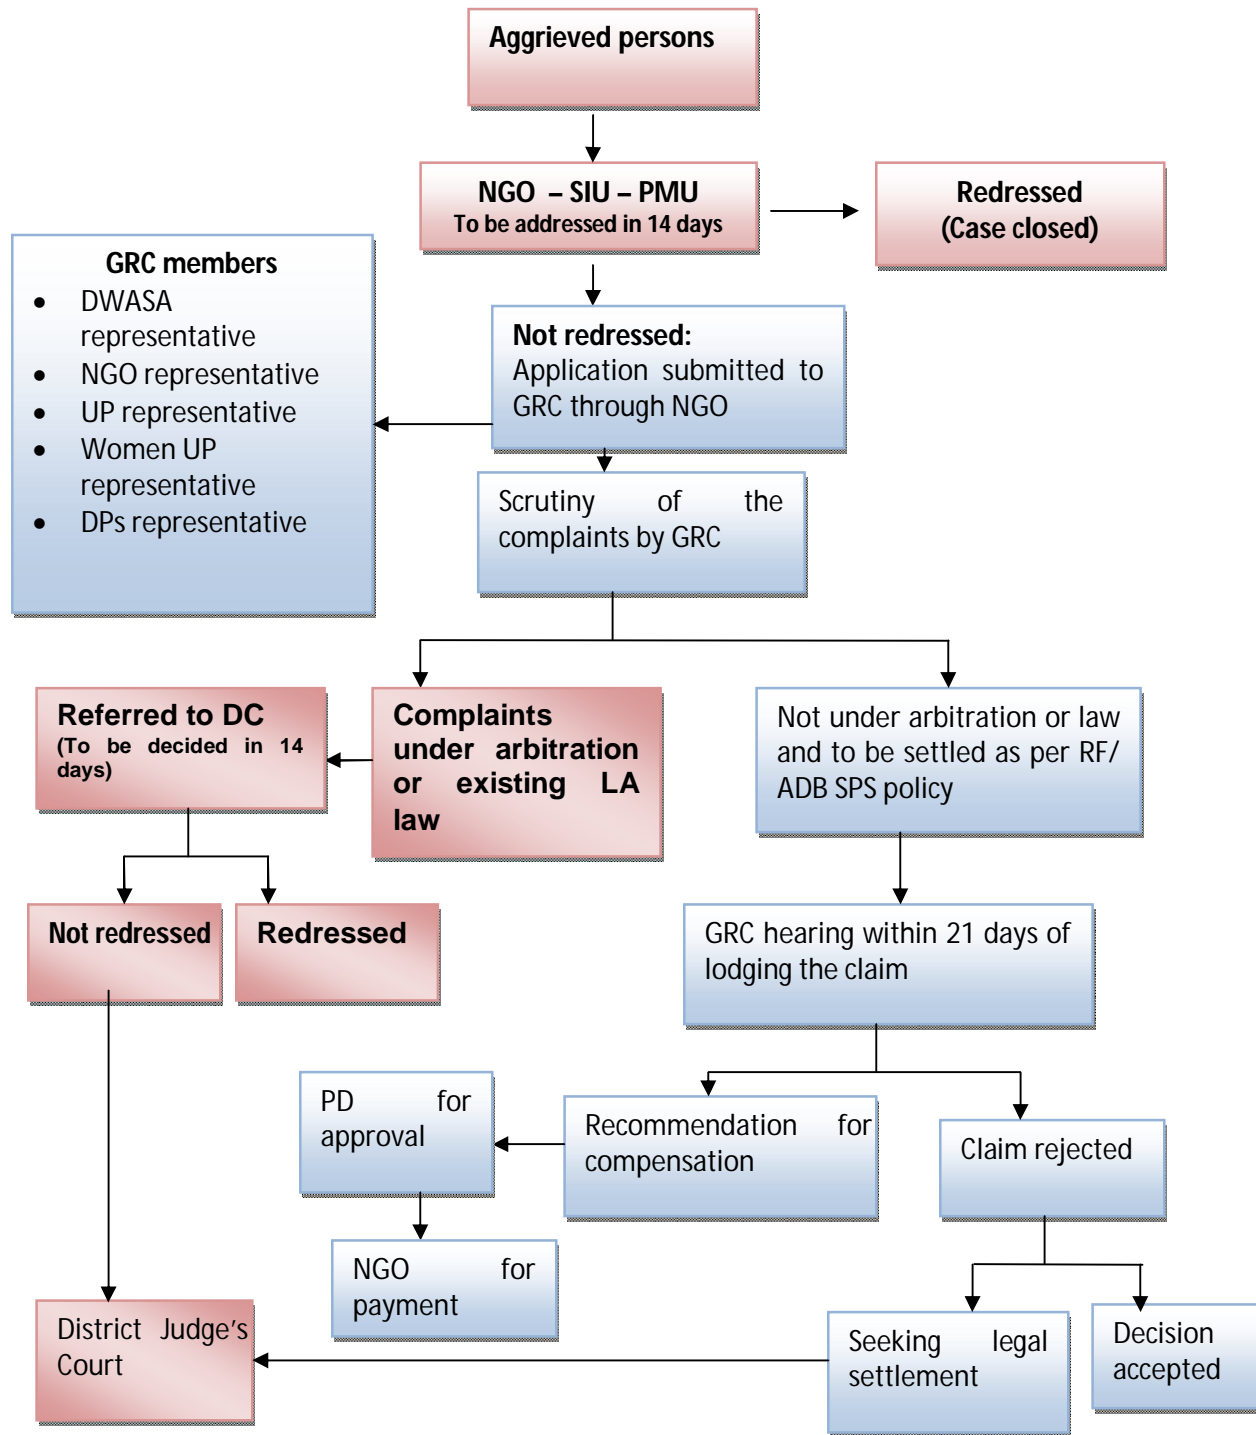 Aggrieved persons
NGO – SIU – PMU
To be addressed in 14 days
Redressed
(Case closed)
GRC members
• DWASA
representative
• NGO representative
• UP representative
• Women UP
representative
• DPs representative
Not redressed:
Application submitted to
GRC through NGO
Scrutiny of the
complaints by GRC
Referred to DC
(To be decided in 14
days)
Complaints
under arbitration
or existing LA
law
Not under arbitration or law
and to be settled as per RF/
ADB SPS policy
Not redressed
Redressed
GRC hearing within 21 days of
lodging the claim
PD for
approval
Recommendation for
compensation
Claim rejected
NGO for
payment
District Judge's
Court
Seeking legal
settlement
Decision
accepted